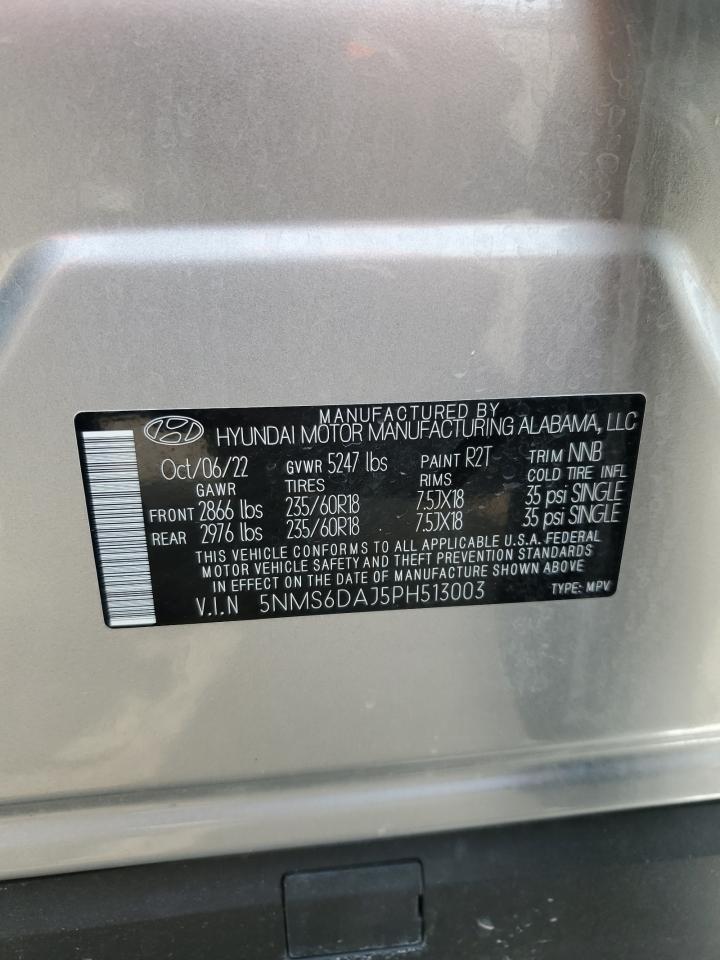 MANUFACTURED BY
HYUNDAI MOTOR MANUFACTURING ALABAMA, LLC
Oct/06/22 GVWR 5247 lbs PAINT R2T TRIM NNB
GAWR TIRES RIMS COLD TIRE INFL
FRONT 2866 lbs 235/60R18 7.5JX18 35 psi SINGLE
REAR 2976 lbs 235/60R18 7.5JX18 35 psi SINGLE
THIS VEHICLE CONFORMS TO ALL APPLICABLE U.S.A. FEDERAL
MOTOR VEHICLE SAFETY AND THEFT PREVENTION STANDARDS
IN EFFECT ON THE DATE OF MANUFACTURE SHOWN ABOVE
V.I.N 5NMS6DAJ5PH513003 TYPE: MPV